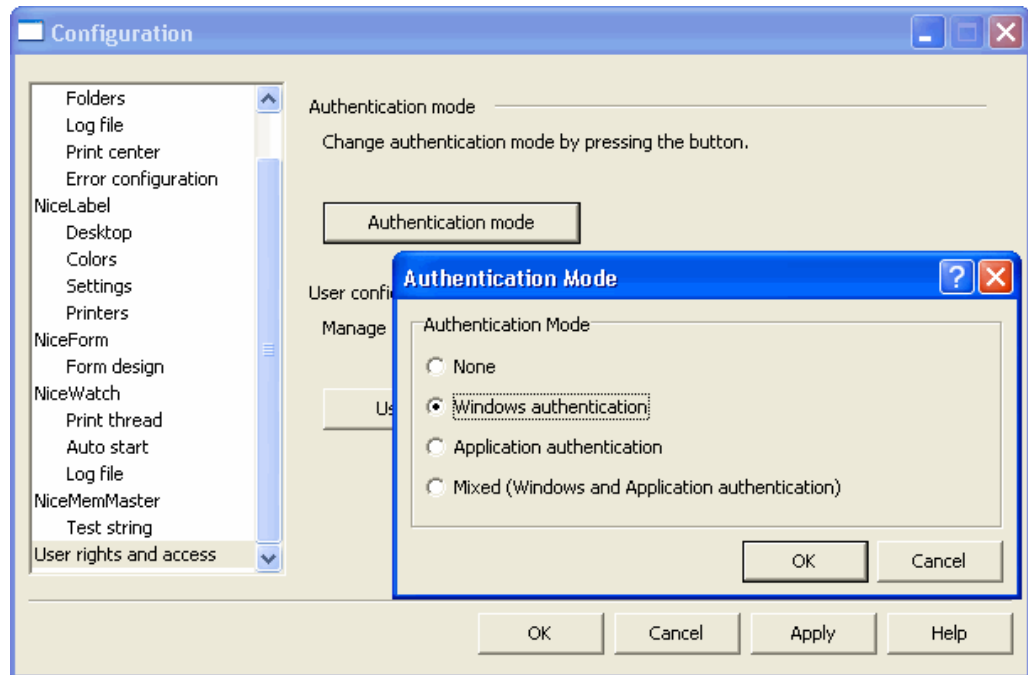 Configuration
Folders
Log file
Print center
Error configuration
NiceLabel
Desktop
Colors
Settings
Printers
NiceForm
Form design
NiceWatch
Print thread
Auto start
Log file
NiceMemMaster
Test string
User rights and access
Authentication mode
Change authentication mode by pressing the button.
Authentication mode
User confi
Manage
Us
Authentication Mode
Authentication Mode
None
Windows authentication
Application authentication
Mixed (Windows and Application authentication)
OK
Cancel
OK
Cancel
Apply
Help